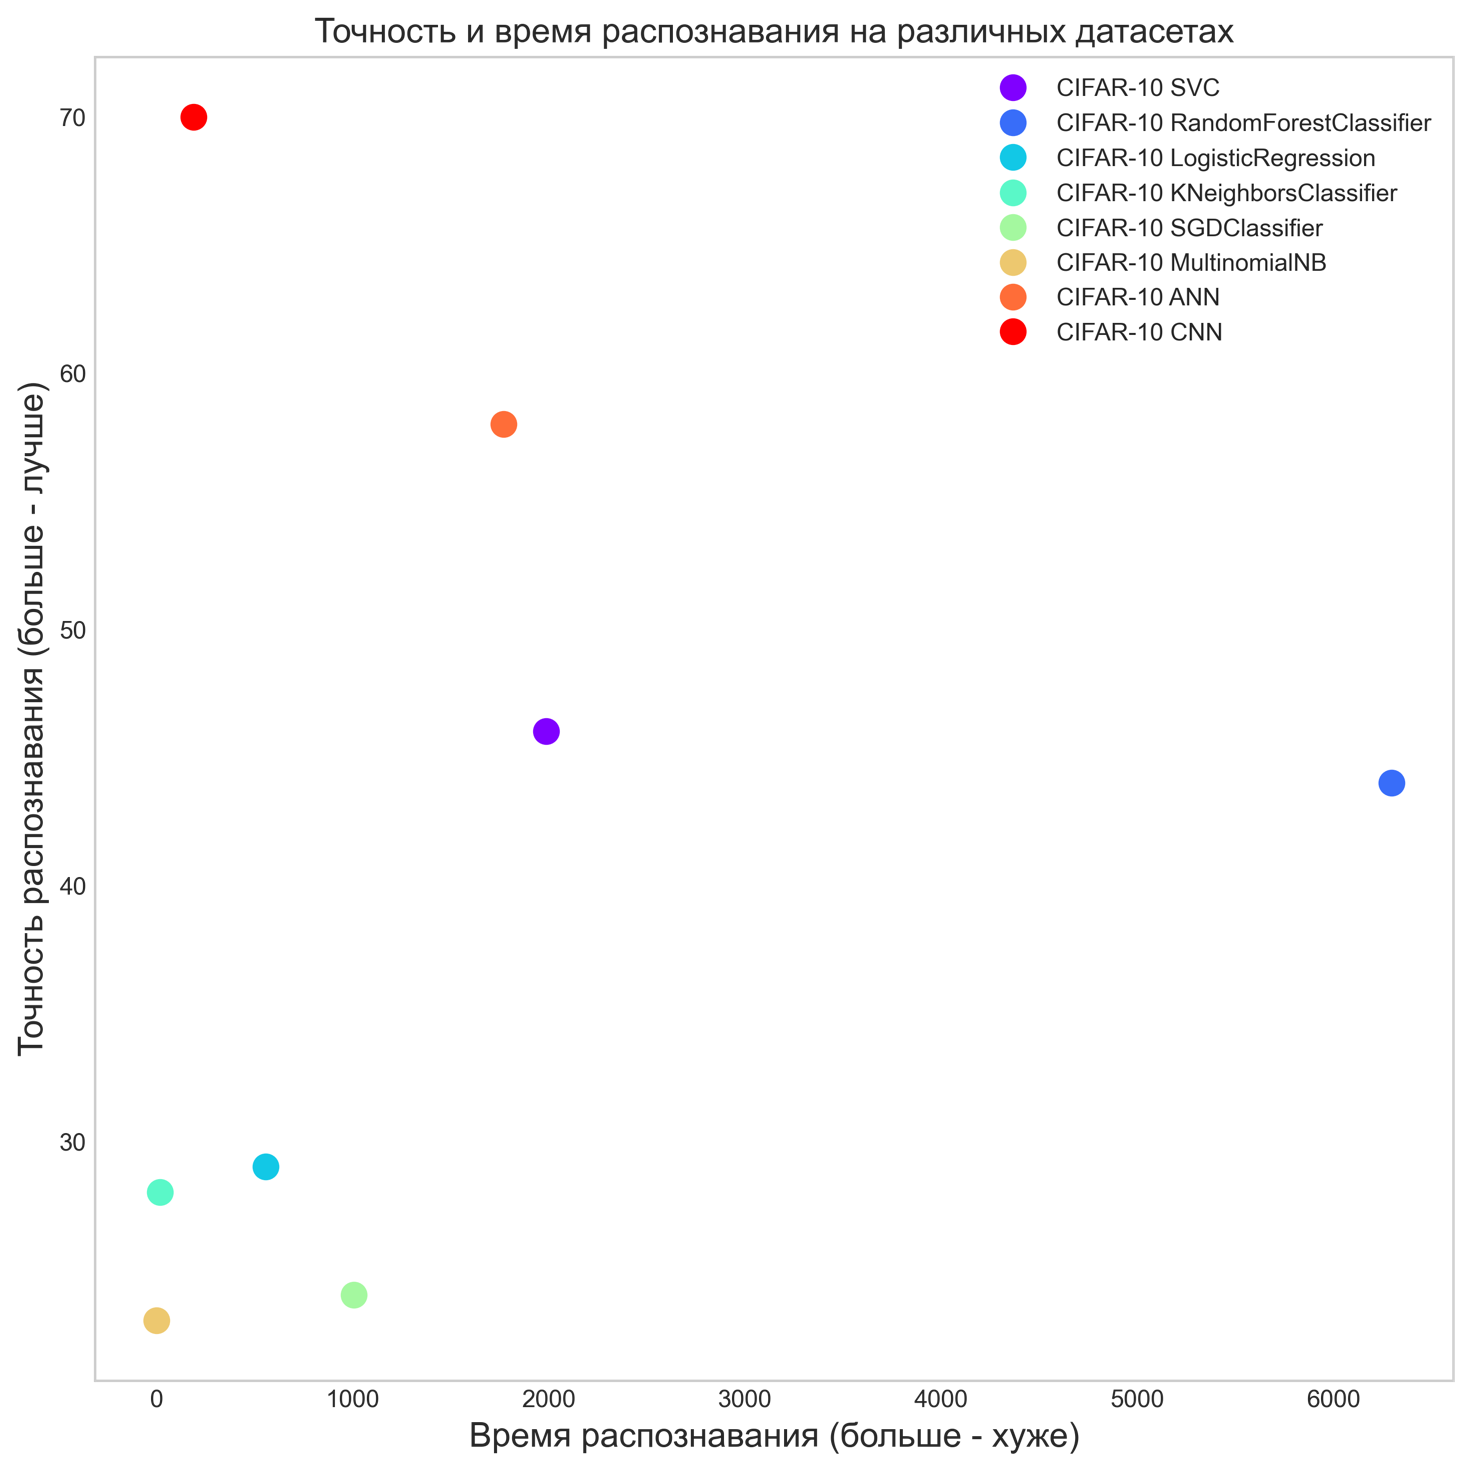 Точность и время распознавания на различных датасетах
CIFAR-10 SVC
CIFAR-10 RandomForestClassifier
CIFAR-10 LogisticRegression
CIFAR-10 KNeighborsClassifier
CIFAR-10 SGDClassifier
CIFAR-10 MultinomialNB
CIFAR-10 ANN
CIFAR-10 CNN
Точность распознавания (больше - лучше)
70
60
50
40
30
0
1000
2000
3000
4000
5000
6000
Время распознавания (больше - хуже)